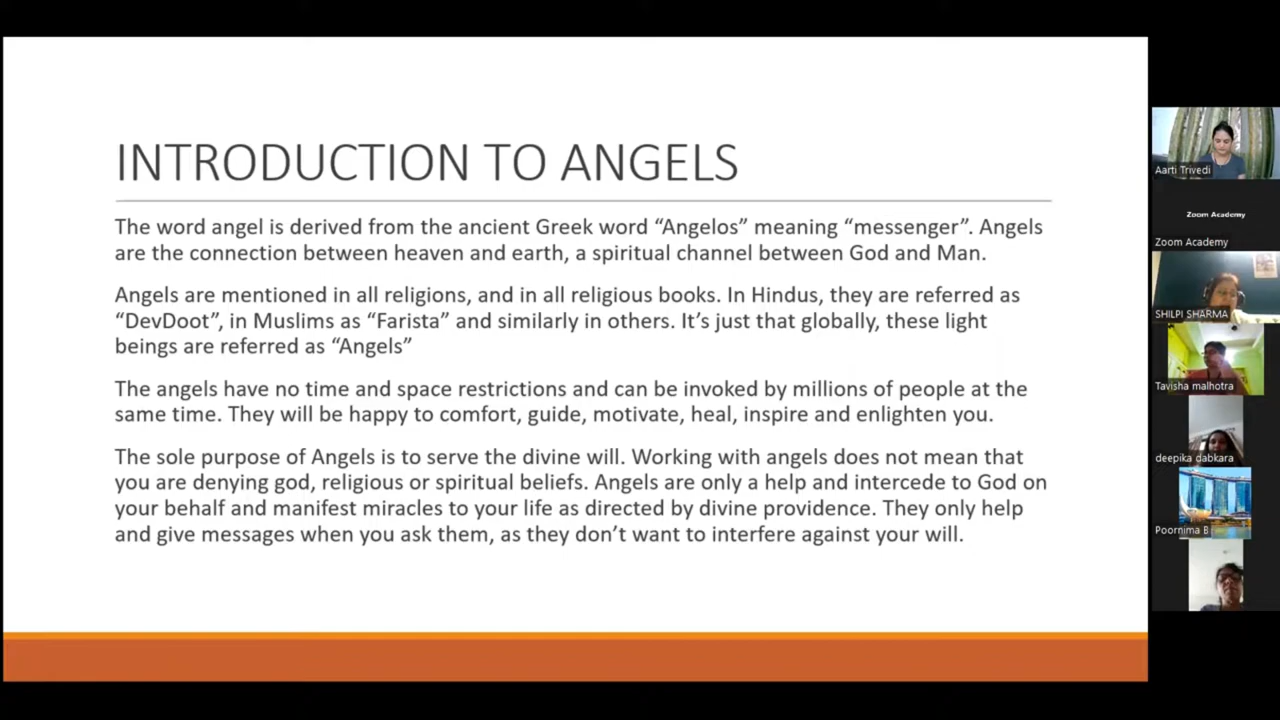 INTRODUCTION TO ANGELS
The word angel is derived from the ancient Greek word “Angelos” meaning “messenger”. Angels
are the connection between heaven and earth, a spiritual channel between God and Man.
Angels are mentioned in all religions, and in all religious books. In Hindus, they are referred as
“DevDoot”, in Muslims as “Farista” and similarly in others. It’s just that globally, these light
beings are referred as “Angels”
The angels have no time and space restrictions and can be invoked by millions of people at the
same time. They will be happy to comfort, guide, motivate, heal, inspire and enlighten you.
The sole purpose of Angels is to serve the divine will. Working with angels does not mean that
you are denying god, religious or spiritual beliefs. Angels are only a help and intercede to God on
your behalf and manifest miracles to your life as directed by divine providence. They only help
and give messages when you ask them, as they don’t want to interfere against your will.
Aarti Trivedi
Zoom Academy
Zoom Academy
SHILPI SHARMA
Tavisha malhotra
deepika dabkara
Poornima B